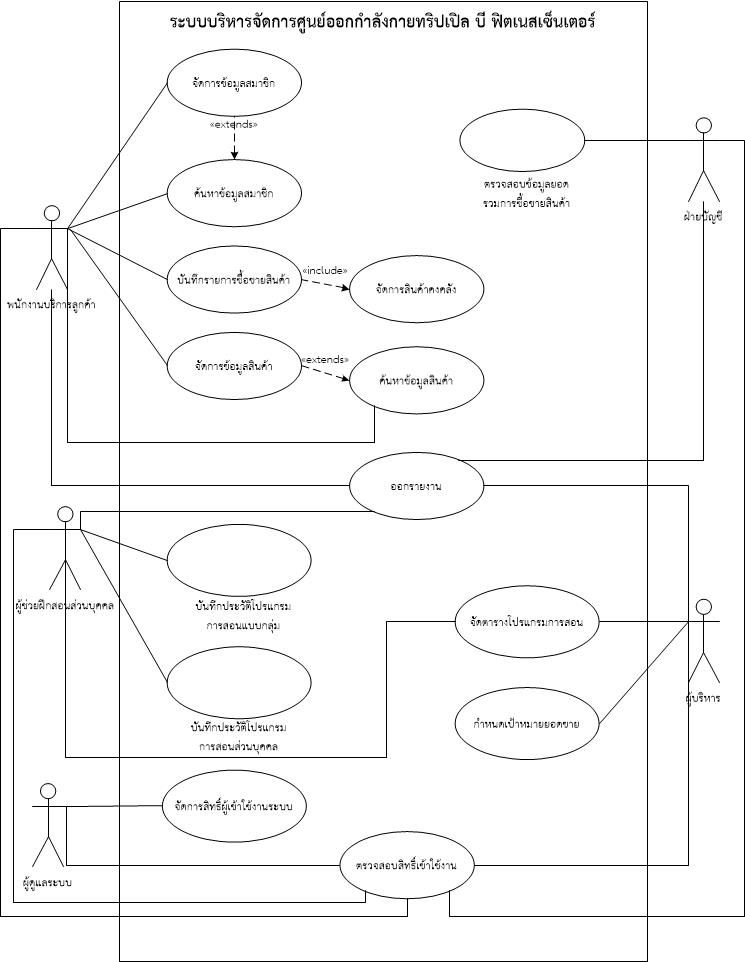 ระบบบริหารจัดการศูนย์ออกกำลังกายทริปเปิล บี ฟิตเนสเซ็นเตอร์
จัดการข้อมูลสมาชิก
«extends»
ค้นหาข้อมูลสมาชิก
ตรวจสอบข้อมูลยอด
รวมการซื้อขายสินค้า
ฝ่ายบัญชี
บันทึกรายการซื้อขายสินค้า
«include»
จัดการสินค้าคงคลัง
พนักงานบริการลูกค้า
จัดการข้อมูลสินค้า
«extends»
ค้นหาข้อมูลสินค้า
ออกรายงาน
ผู้ช่วยฝึกสอนส่วนบุคคล
บันทึกประวัติโปรแกรม
การสอนแบบกลุ่ม
จัดตารางโปรแกรมการสอน
ผู้บริหาร
บันทึกประวัติโปรแกรม
การสอนส่วนบุคคล
กำหนดเป้าหมายยอดขาย
จัดการสิทธิ์ผู้เข้าใช้งานระบบ
ตรวจสอบสิทธิ์เข้าใช้งาน
ผู้ดูแลระบบ